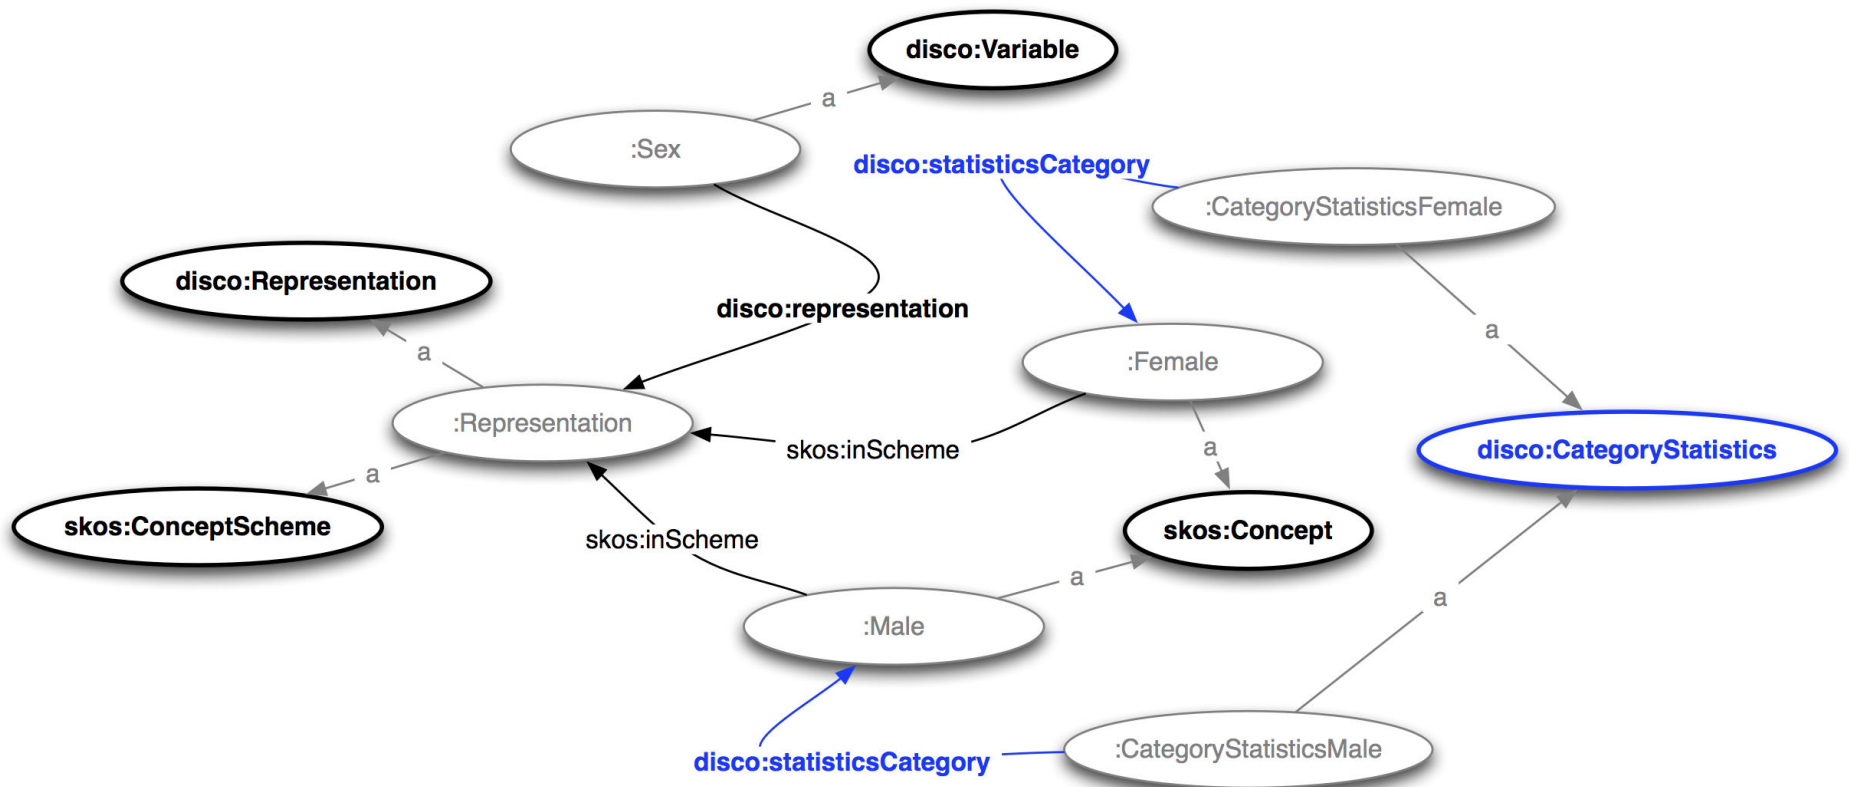 disco:Variable
a
:Sex
disco:statisticsCategory
:CategoryStatisticsFemale
disco:Representation
disco:representation
a
a
:Female
:Representation
skos:inScheme
a
disco:CategoryStatistics
a
skos:ConceptScheme
skos:inScheme
skos:Concept
a
a
:Male
:CategoryStatisticsMale
disco:statisticsCategory